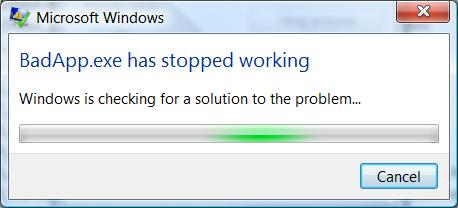 Microsoft Windows
BadApp.exe has stopped working
Windows is checking for a solution to the problem...
Cancel